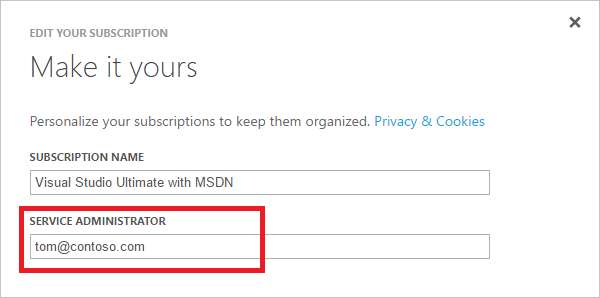 EDIT YOUR SUBSCRIPTION
Make it yours
Personalize your subscriptions to keep them organized. Privacy & Cookies
SUBSCRIPTION NAME
Visual Studio Ultimate with MSDN
SERVICE ADMINISTRATOR
tom@contoso.com